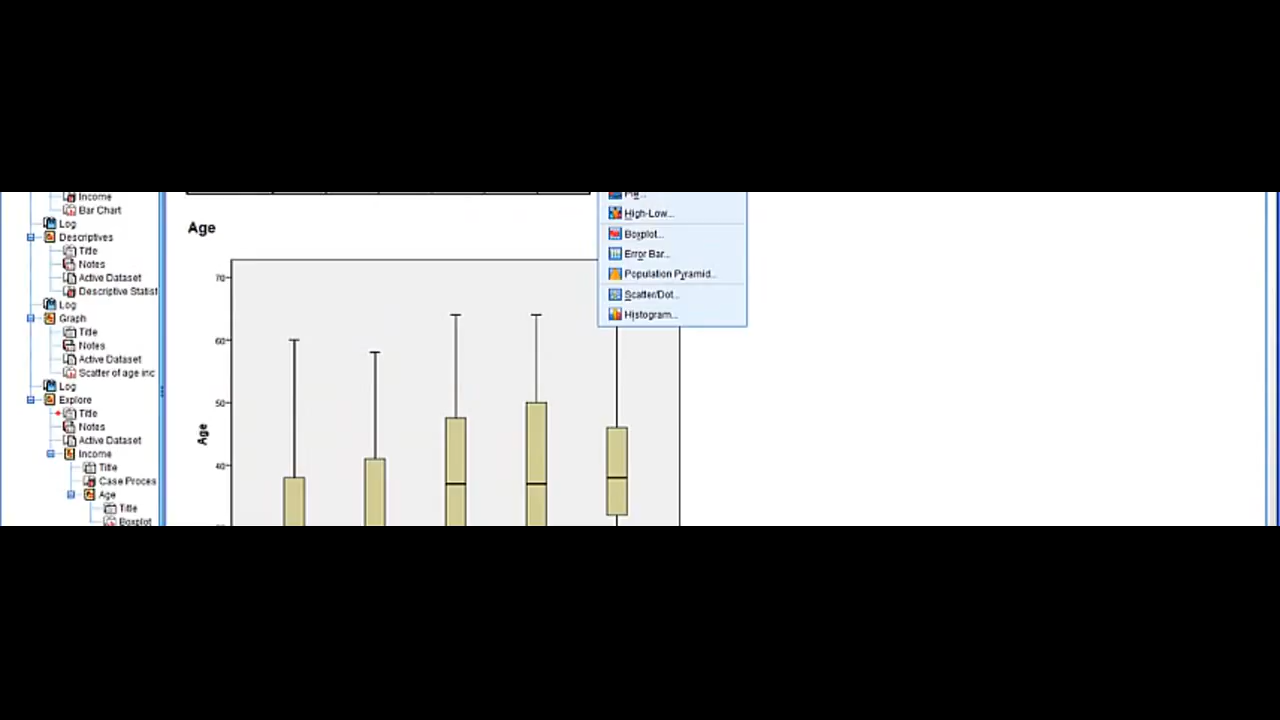 Income
Bar Chart
Log
Descriptives
Title
Notes
Active Dataset
Descriptive Statist
Log
Graph
Title
Notes
Active Dataset
Scatter of age inc
Log
Explore
Title
Notes
Active Dataset
Income
Title
Case Proces
Age
Title
Boxplot
Age
70
60
50
40
Age
High-Low...
Boxplot...
Error Bar...
Population Pyramid...
Scatter/Dot...
Histogram...